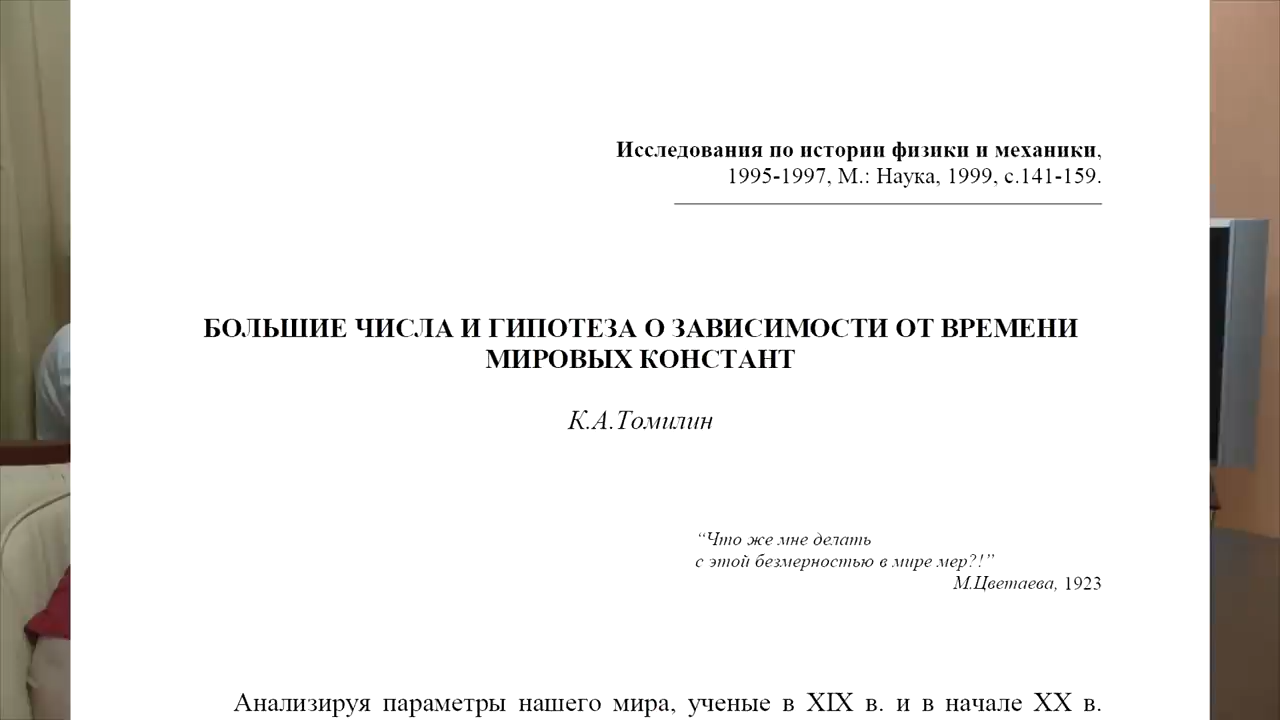 Исследования по истории физики и механики,
1995-1997, М.: Наука, 1999, с.141-159.
БОЛЬШИЕ ЧИСЛА И ГИПОТЕЗА О ЗАВИСИМОСТИ ОТ ВРЕМЕНИ
МИРОВЫХ КОНСТАНТ
К.А.Томилин
“Что же мне делать
с этой безмерностью в мире мер?!”
М.Цветаева, 1923
Анализируя параметры нашего мира, ученые в XIX в. и в начале XX в.